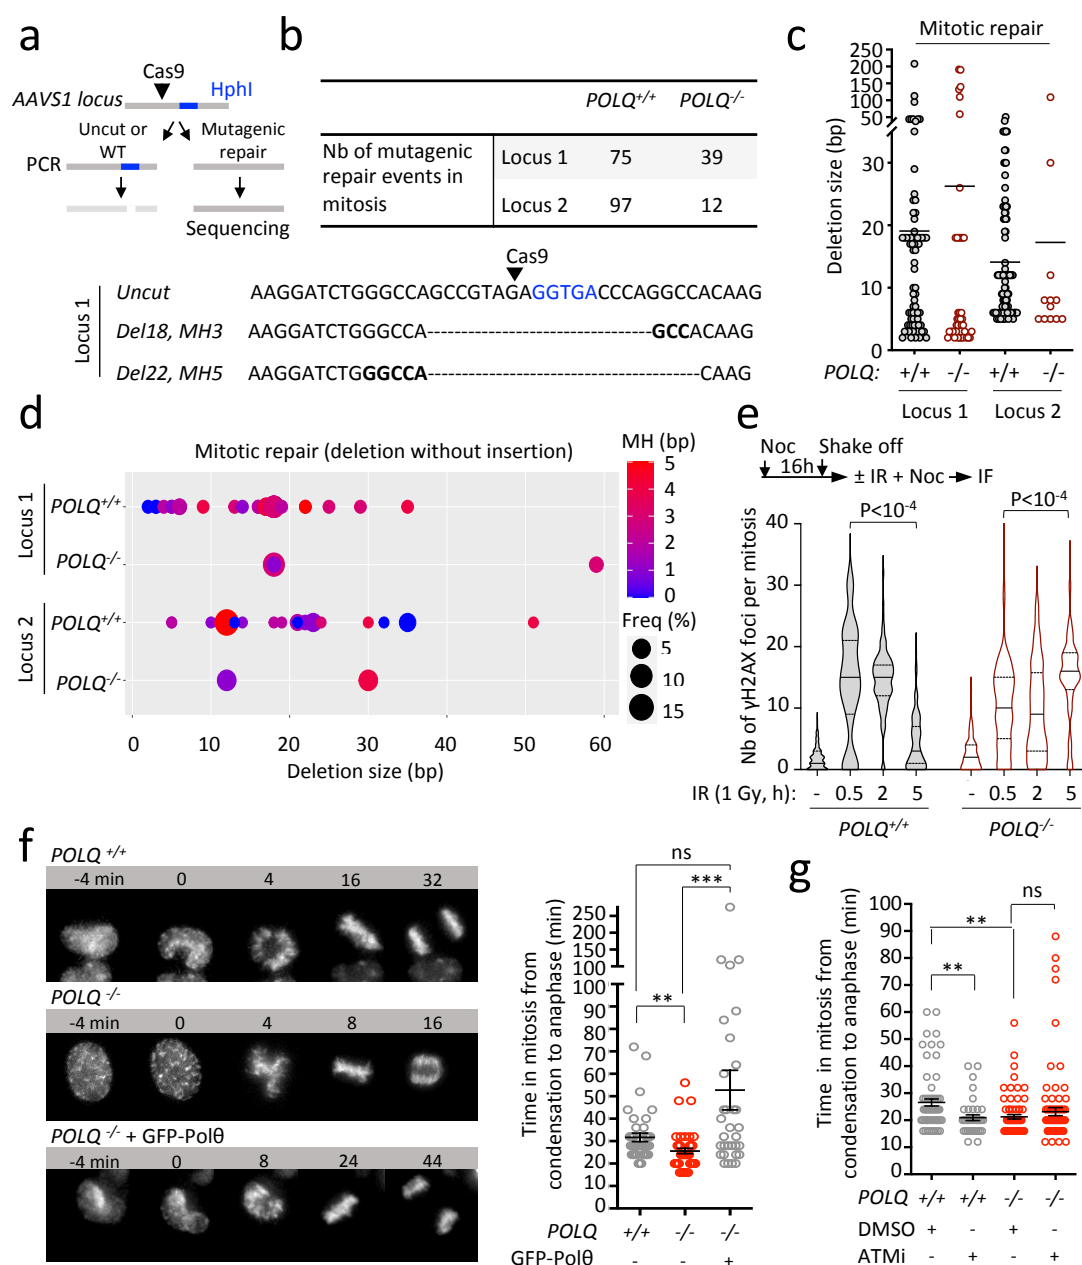 a
Cas9
HphI
AAVS1 locus
Uncut or WT
Mutagenic repair
PCR
Sequencing
b
POLQ+/+ POLQ-/-
Nb of mutagenic repair events in mitosis
Locus 1 75 39
Locus 2 97 12
Cas9
Locus 1
Uncut AAGGATCTGGGCCAGCCGTAGAGGTGACCCAGGCCACAAG
Del18, MH3 AAGGATCTGGGCCA------------------GCCACAAG
Del22, MH5 AAGGATCTGGGCCA----------------------CAAG
c
Mitotic repair
Deletion size (bp)
250
200
150
100
50
30
20
10
0
POLQ: +/+ -/- +/+ -/-
Locus 1 Locus 2
d
Mitotic repair (deletion without insertion)
Locus 1
POLQ+/+
POLQ-/-
Locus 2
POLQ+/+
POLQ-/-
0 10 20 30 40 50 60
Deletion size (bp)
MH (bp)
5
4
3
2
1
0
Freq (%)
5
10
15
e
Noc Shake off
16h
± IR + Noc IF
P<10-4 P<10-4
Nb of γH2AX foci per mitosis
40
30
20
10
0
IR (1 Gy, h): - 0.5 2 5 - 0.5 2 5
POLQ+/+ POLQ-/-
f
POLQ +/+
-4 min 0 4 16 32
POLQ -/-
-4 min 0 4 8 16
POLQ -/- + GFP-Polθ
-4 min 0 8 24 44
ns
***
**
Time in mitosis from condensation to anaphase (min)
250
200
150
100
100
90
80
70
60
50
40
30
20
10
0
POLQ +/+ -/- -/-
GFP-Polθ - - +
g
ns
**
**
Time in mitosis from condensation to anaphase (min)
100
90
80
70
60
50
40
30
20
10
0
POLQ +/+ +/+ -/- -/-
DMSO + - + -
ATMi - + - +